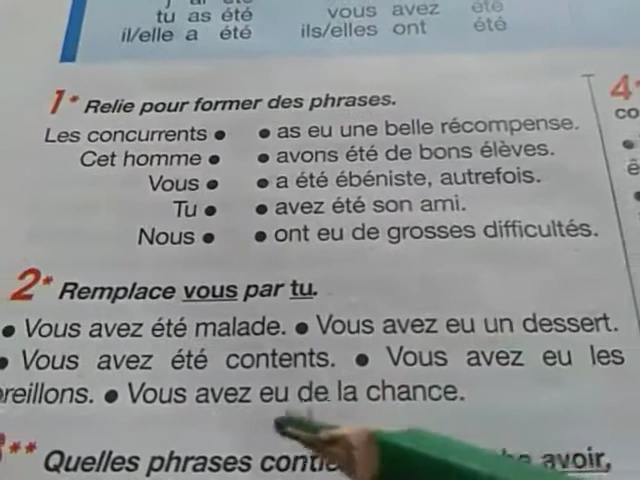 tu as été vous avez été
il/elle a été ils/elles ont été
1* Relie pour former des phrases.
Les concurrents • • as eu une belle récompense.
Cet homme • • avons été de bons élèves.
Vous • • a été ébéniste, autrefois.
Tu • • avez été son ami.
Nous • • ont eu de grosses difficultés.
4*
co
2* Remplace vous par tu.
• Vous avez été malade. • Vous avez eu un dessert.
• Vous avez été contents. • Vous avez eu les
reillons. • Vous avez eu de la chance.
** Quelles phrases avoir,